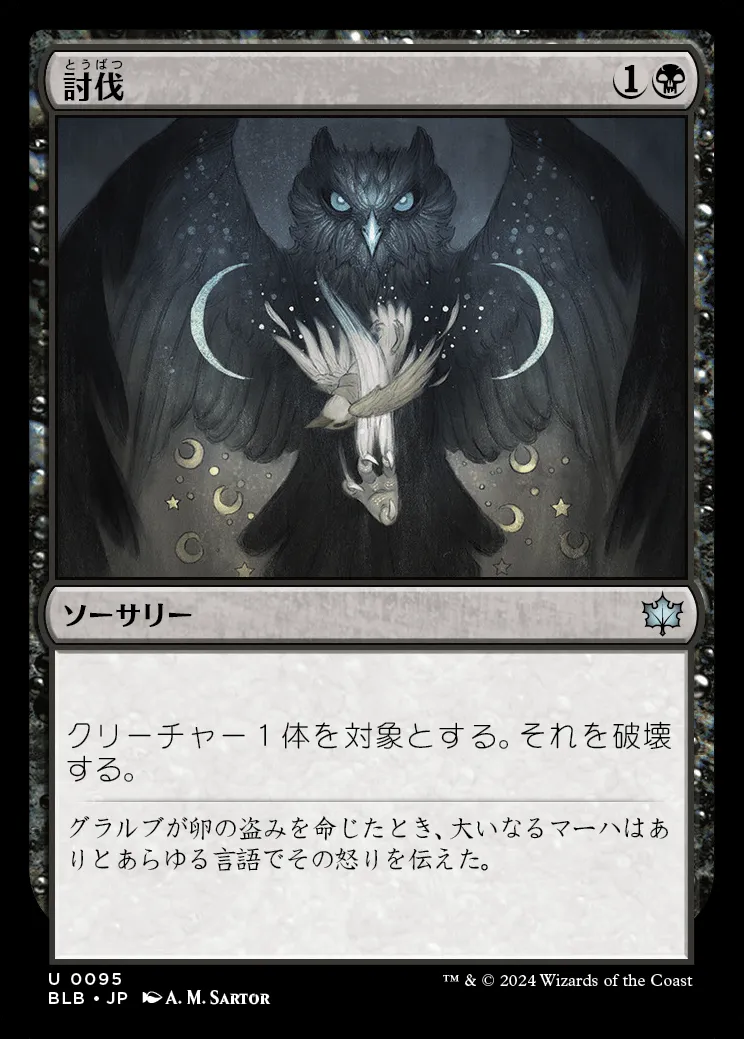 とうばつ
討伐
1
ソーサリー
クリーチャー１体を対象とする。それを破壊
する。
グラルブが卵の盗みを命じたとき、大いなるマーハはあ
りとあらゆる言語でその怒りを伝えた。
U 0095
BLB • JP A. M. Sartor
™ & © 2024 Wizards of the Coast